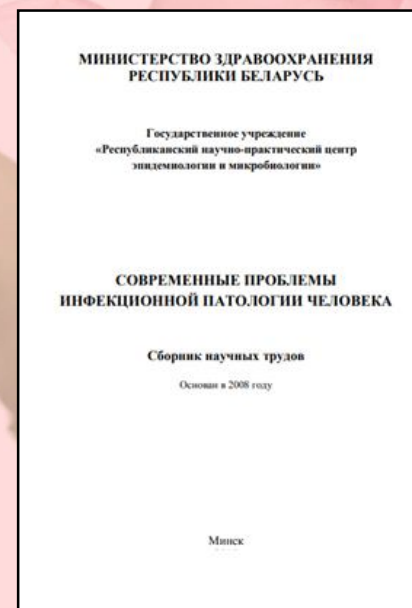 МИНИСТЕРСТВО ЗДРАВООХРАНЕНИЯ
РЕСПУБЛИКИ БЕЛАРУСЬ
Государственное учреждение
«Республиканский научно-практический центр
эпидемиологии и микробиологии»
СОВРЕМЕННЫЕ ПРОБЛЕМЫ
ИНФЕКЦИОННОЙ ПАТОЛОГИИ ЧЕЛОВЕКА
Сборник научных трудов
Основан в 2008 году
Минск